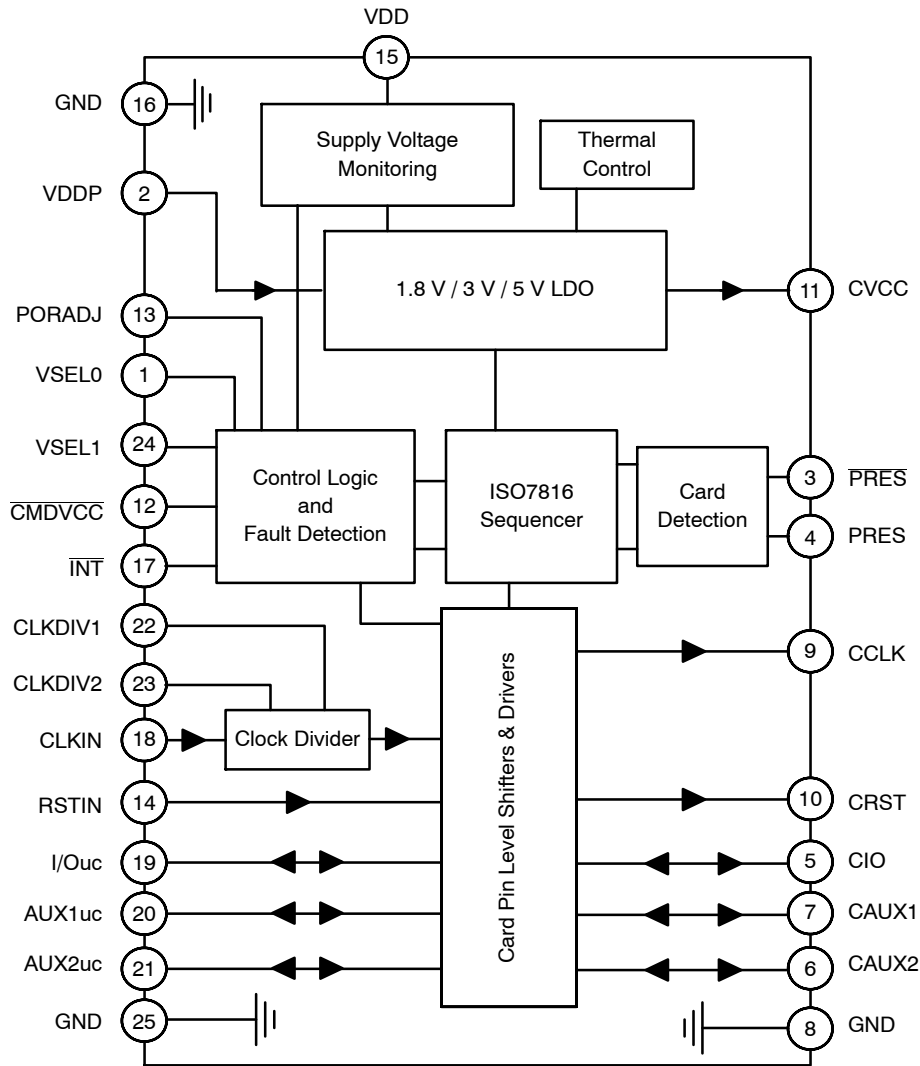 VDD
15
GND
16
Supply Voltage
Monitoring
Thermal
Control
VDDP
2
1.8 V / 3 V / 5 V LDO
11
CVCC
PORADJ
13
VSEL0
1
VSEL1
24
CMDVCC
12
INT
17
Control Logic
and
Fault Detection
ISO7816
Sequencer
Card
Detection
3
PRES
4
PRES
CLKDIV1
22
CLKDIV2
23
CLKIN
18
Clock Divider
Card Pin Level Shifters & Drivers
9
CCLK
RSTIN
14
10
CRST
I/Ouc
19
5
CIO
AUX1uc
20
7
CAUX1
AUX2uc
21
6
CAUX2
GND
25
8
GND